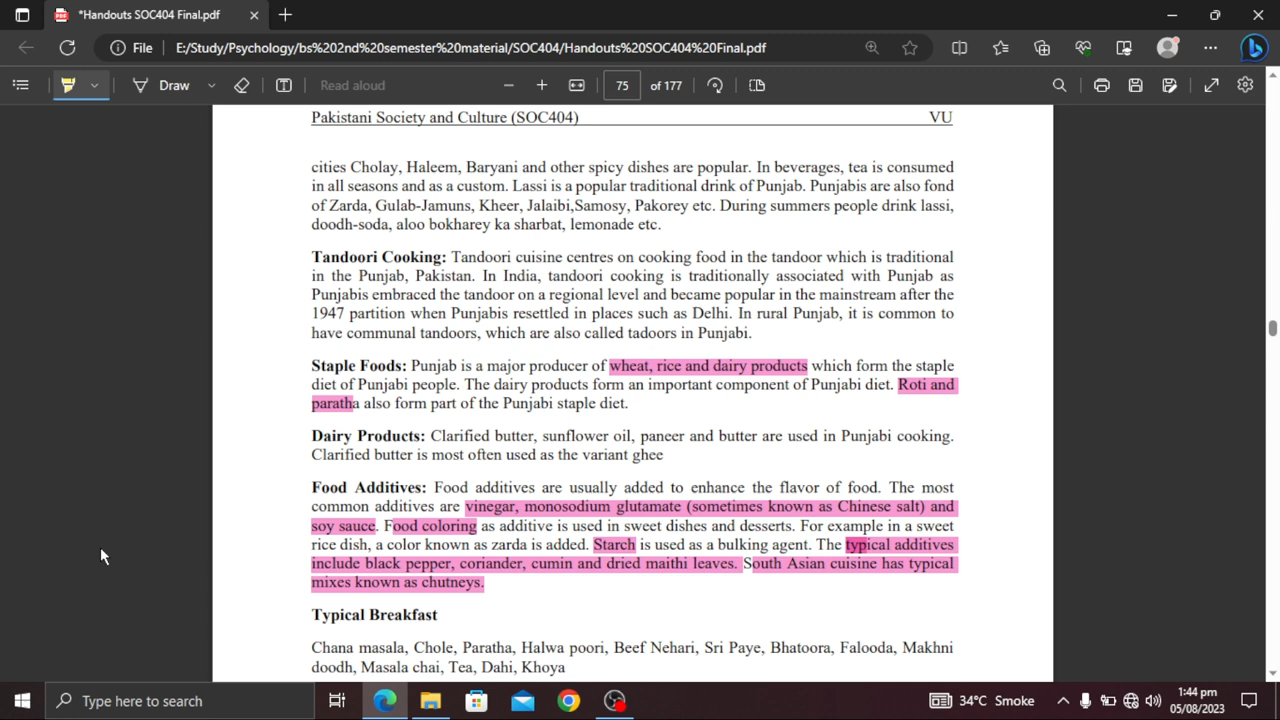 *Handouts SOC404 Final.pdf
File
E:/Study/Psychology/bs%202nd%20semester%20material/SOC404/Handouts%20SOC404%20Final.pdf
Draw
Read aloud
75
of 177
Pakistani Society and Culture (SOC404) VU
cities Cholay, Haleem, Baryani and other spicy dishes are popular. In beverages, tea is consumed
in all seasons and as a custom. Lassi is a popular traditional drink of Punjab. Punjabis are also fond
of Zarda, Gulab-Jamuns, Kheer, Jalaibi,Samosy, Pakorey etc. During summers people drink lassi,
doodh-soda, aloo bokharey ka sharbat, lemonade etc.
Tandoori Cooking: Tandoori cuisine centres on cooking food in the tandoor which is traditional
in the Punjab, Pakistan. In India, tandoori cooking is traditionally associated with Punjab as
Punjabis embraced the tandoor on a regional level and became popular in the mainstream after the
1947 partition when Punjabis resettled in places such as Delhi. In rural Punjab, it is common to
have communal tandoors, which are also called tadoors in Punjabi.
Staple Foods: Punjab is a major producer of wheat, rice and dairy products which form the staple
diet of Punjabi people. The dairy products form an important component of Punjabi diet. Roti and
paratha also form part of the Punjabi staple diet.
Dairy Products: Clarified butter, sunflower oil, paneer and butter are used in Punjabi cooking.
Clarified butter is most often used as the variant ghee
Food Additives: Food additives are usually added to enhance the flavor of food. The most
common additives are vinegar, monosodium glutamate (sometimes known as Chinese salt) and
soy sauce. Food coloring as additive is used in sweet dishes and desserts. For example in a sweet
rice dish, a color known as zarda is added. Starch is used as a bulking agent. The typical additives
include black pepper, coriander, cumin and dried maithi leaves. South Asian cuisine has typical
mixes known as chutneys.
Typical Breakfast
Chana masala, Chole, Paratha, Halwa poori, Beef Nehari, Sri Paye, Bhatoora, Falooda, Makhni
doodh, Masala chai, Tea, Dahi, Khoya
Type here to search
34°C Smoke
1:44 pm
05/08/2023